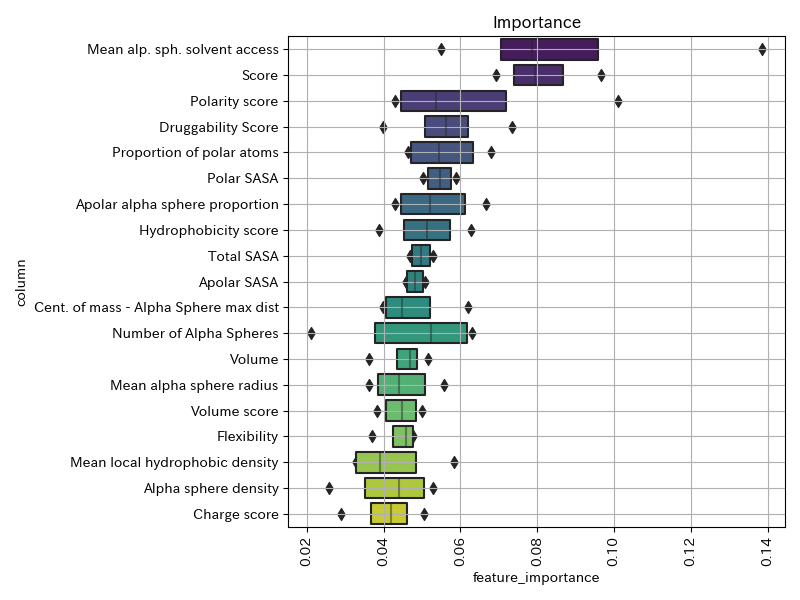 Importance
Mean alp. sph. solvent access
Score
Polarity score
Druggability Score
Proportion of polar atoms
Polar SASA
Apolar alpha sphere proportion
Hydrophobicity score
Total SASA
Apolar SASA
Cent. of mass - Alpha Sphere max dist
Number of Alpha Spheres
Volume
Mean alpha sphere radius
Volume score
Flexibility
Mean local hydrophobic density
Alpha sphere density
Charge score
column
0.02 0.04 0.06 0.08 0.10 0.12 0.14
feature_importance